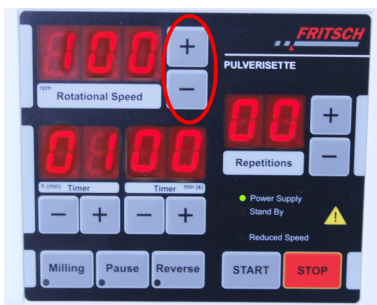 100
+
FRITSCH
PULVERISETTE
rpm
Rotational Speed
−
00
+
01 00
Repetitions
−
h (min) Timer
Timer min (s)
− + − +
Power Supply
Stand By
Reduced Speed
Milling Pause Reverse
START STOP